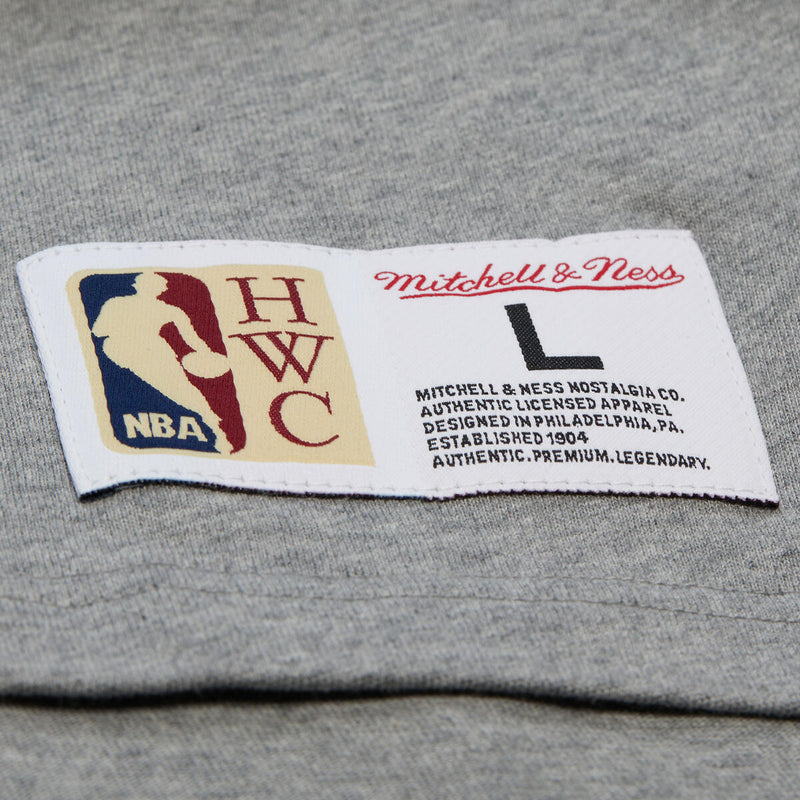 NBA
H
W
C
Mitchell & Ness
L
MITCHELL & NESS NOSTALGIA CO.
AUTHENTIC LICENSED APPAREL
DESIGNED IN PHILADELPHIA, PA.
ESTABLISHED 1904
AUTHENTIC. PREMIUM. LEGENDARY.